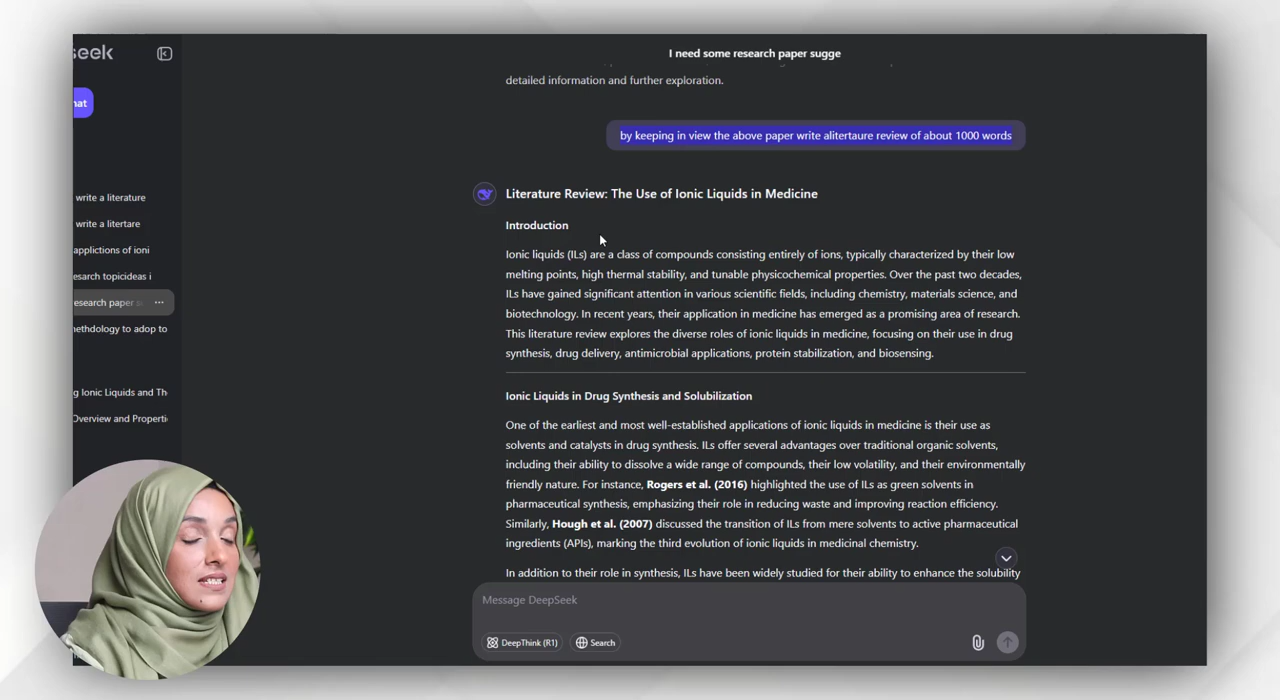 seek
I need some research paper sugge
detailed information and further exploration.
hat
by keeping in view the above paper write alitertaure review of about 1000 words
write a literature
write a litertare
applictions of ioni
esearch topicideas i
research paper s
nethdology to adopt to
g Ionic Liquids and Th
Overview and Properti
Literature Review: The Use of Ionic Liquids in Medicine
Introduction
Ionic liquids (ILs) are a class of compounds consisting entirely of ions, typically characterized by their low
melting points, high thermal stability, and tunable physicochemical properties. Over the past two decades,
ILs have gained significant attention in various scientific fields, including chemistry, materials science, and
biotechnology. In recent years, their application in medicine has emerged as a promising area of research.
This literature review explores the diverse roles of ionic liquids in medicine, focusing on their use in drug
synthesis, drug delivery, antimicrobial applications, protein stabilization, and biosensing.
Ionic Liquids in Drug Synthesis and Solubilization
One of the earliest and most well-established applications of ionic liquids in medicine is their use as
solvents and catalysts in drug synthesis. ILs offer several advantages over traditional organic solvents,
including their ability to dissolve a wide range of compounds, their low volatility, and their environmentally
friendly nature. For instance, Rogers et al. (2016) highlighted the use of ILs as green solvents in
pharmaceutical synthesis, emphasizing their role in reducing waste and improving reaction efficiency.
Similarly, Hough et al. (2007) discussed the transition of ILs from mere solvents to active pharmaceutical
ingredients (APIs), marking the third evolution of ionic liquids in medicinal chemistry.
In addition to their role in synthesis, ILs have been widely studied for their ability to enhance the solubility
Message DeepSeek
DeepThink (R1)
Search